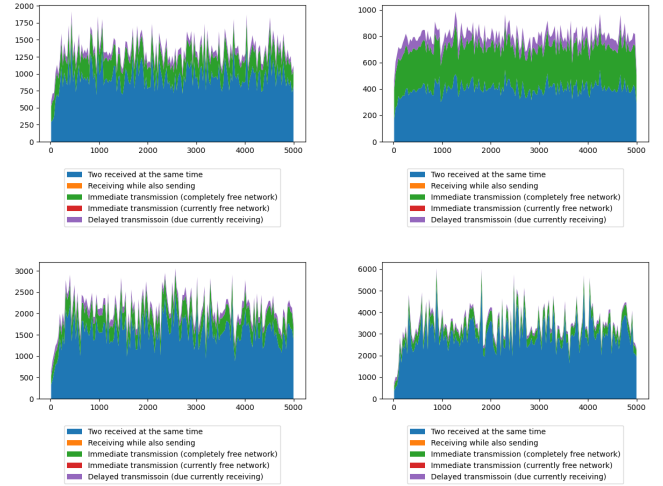 2000
1750
1500
1250
1000
750
500
250
0
0 1000 2000 3000 4000 5000
Two received at the same time
Receiving while also sending
Immediate transmission (completely free network)
Immediate transmission (currently free network)
Delayed transmissoin (due currently receiving)
1000
800
600
400
200
0
0 1000 2000 3000 4000 5000
Two received at the same time
Receiving while also sending
Immediate transmission (completely free network)
Immediate transmission (currently free network)
Delayed transmissoin (due currently receiving)
3000
2500
2000
1500
1000
500
0
0 1000 2000 3000 4000 5000
Two received at the same time
Receiving while also sending
Immediate transmission (completely free network)
Immediate transmission (currently free network)
Delayed transmissoin (due currently receiving)
6000
5000
4000
3000
2000
1000
0
0 1000 2000 3000 4000 5000
Two received at the same time
Receiving while also sending
Immediate transmission (completely free network)
Immediate transmission (currently free network)
Delayed transmissoin (due currently receiving)